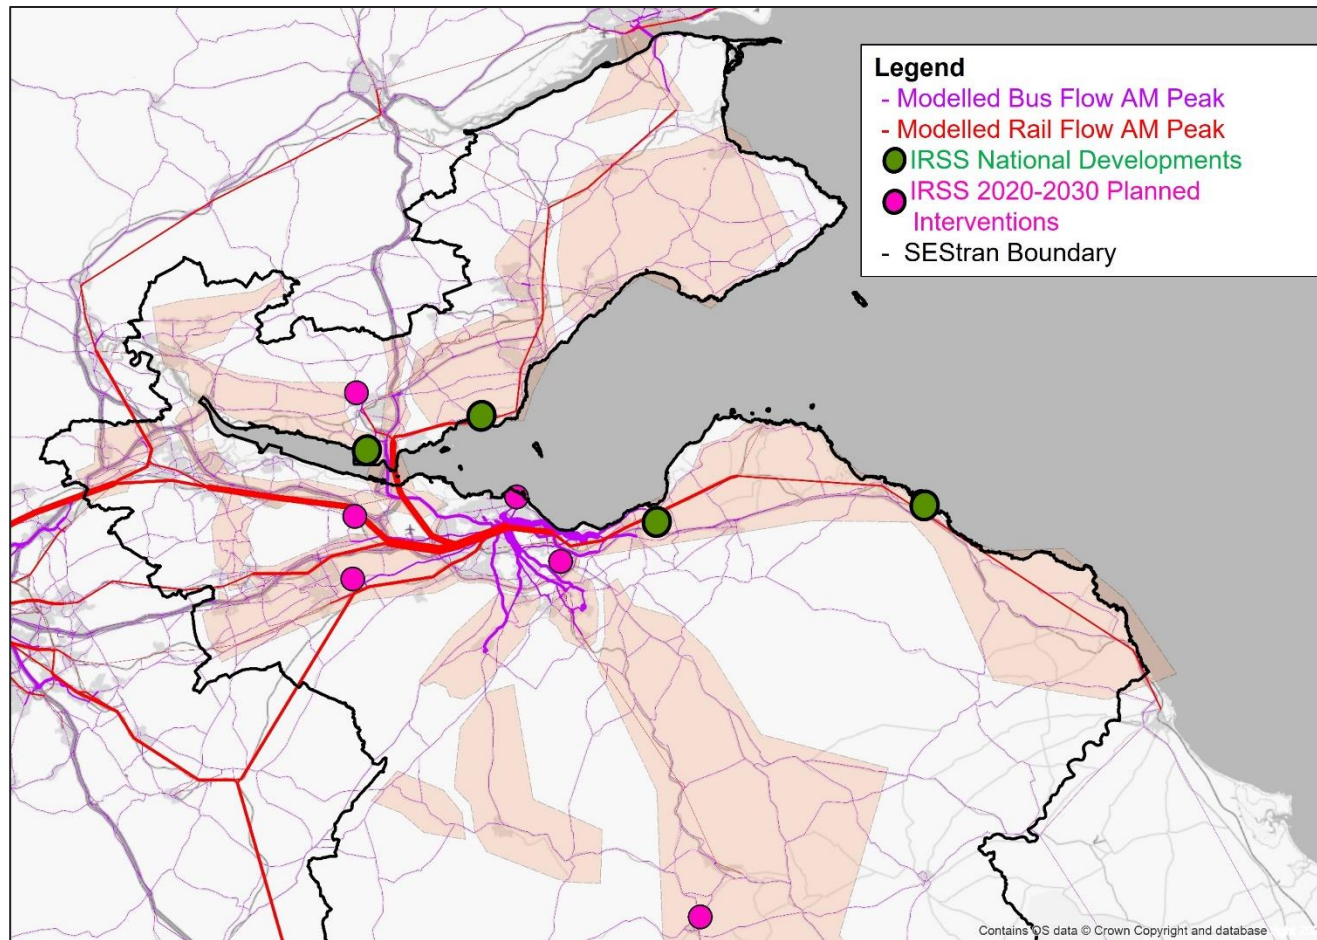 Legend
- Modelled Bus Flow AM Peak
- Modelled Rail Flow AM Peak
IRSS National Developments
IRSS 2020-2030 Planned
Interventions
- SEStran Boundary
Contains OS data © Crown Copyright and database